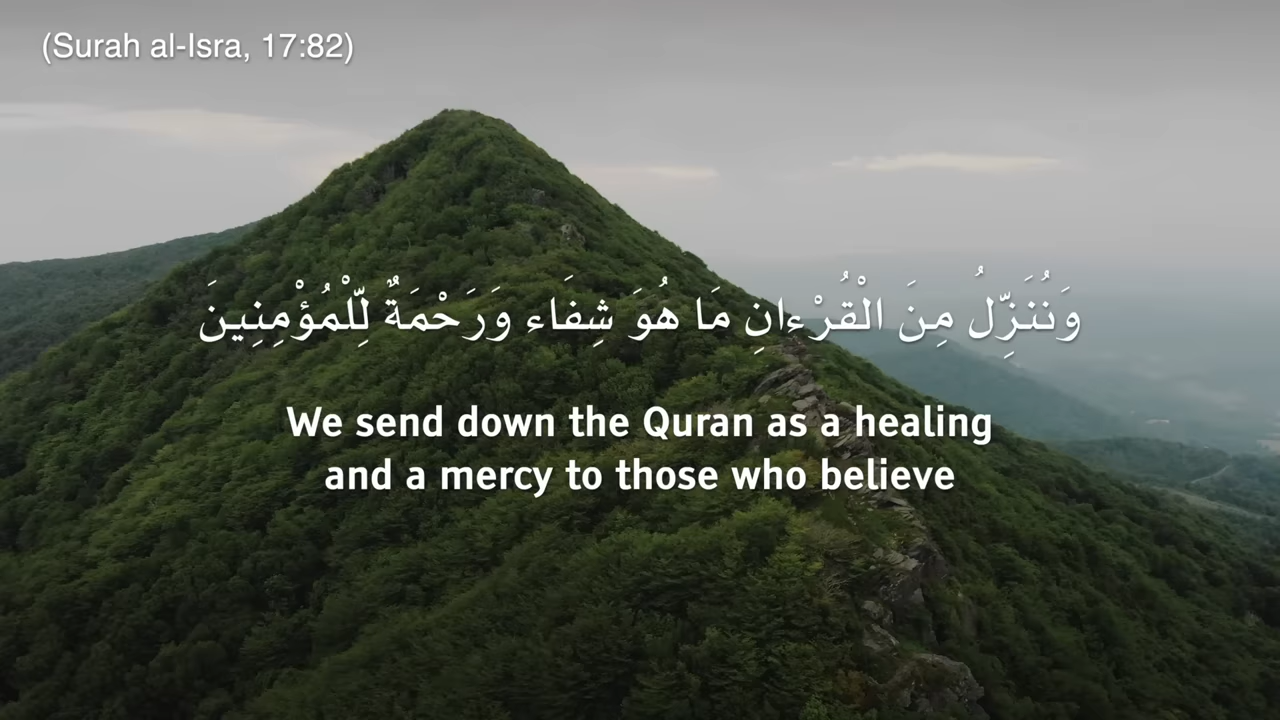 (Surah al-Isra, 17:82)
وَنُنَزِّلُ مِنَ الْقُرْءانِ مَا هُوَ شِفَاء وَرَحْمَةٌ لِّلْمُؤْمِنِينَ
We send down the Quran as a healing
and a mercy to those who believe